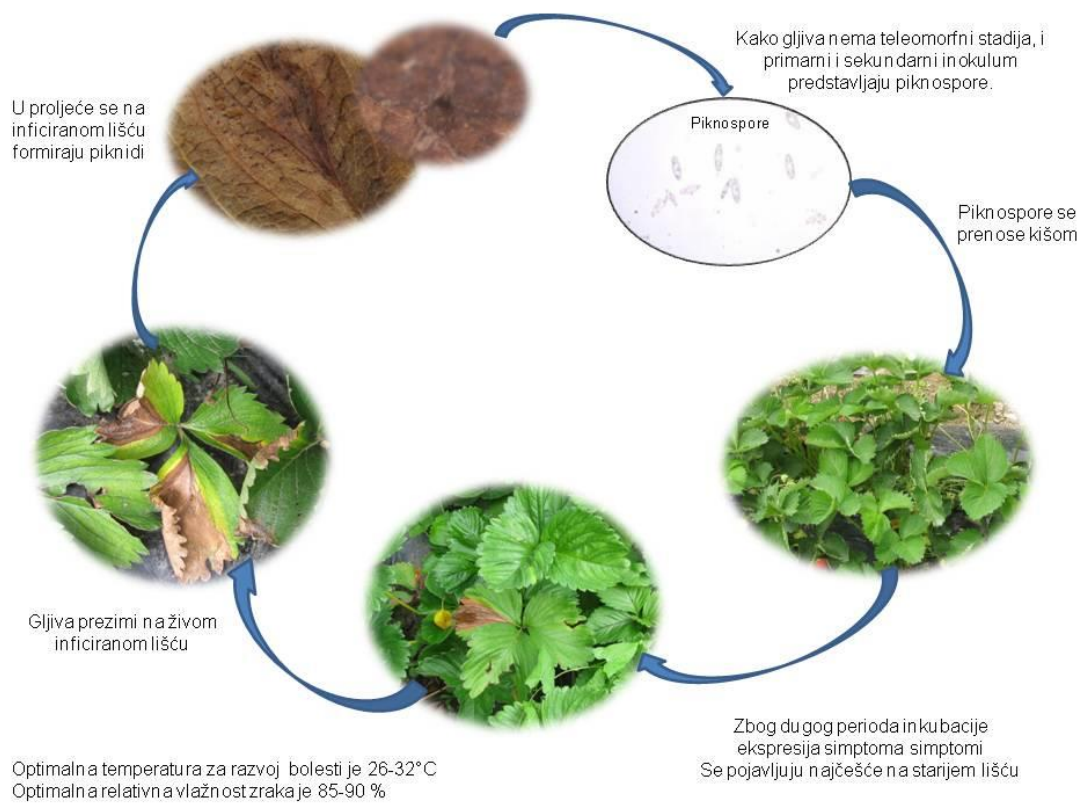 Kako gljiva nema teleomorfni stadija, i
primarni i sekundarni inokulum
predstavljaju piknospore.
U proljeće se na
inficiranom lišću
formiraju piknidi
Piknospore
Piknospore se
prenose kišom
Gljiva prezimi na živom
inficiranom lišću
Zbog dugog perioda inkubacije
ekspresija simptoma simptomi
Se pojavljuju najčešće na starijem lišću
Optimalna temperatura za razvoj bolesti je 26-32°C
Optimalna relativna vlažnost zraka je 85-90 %